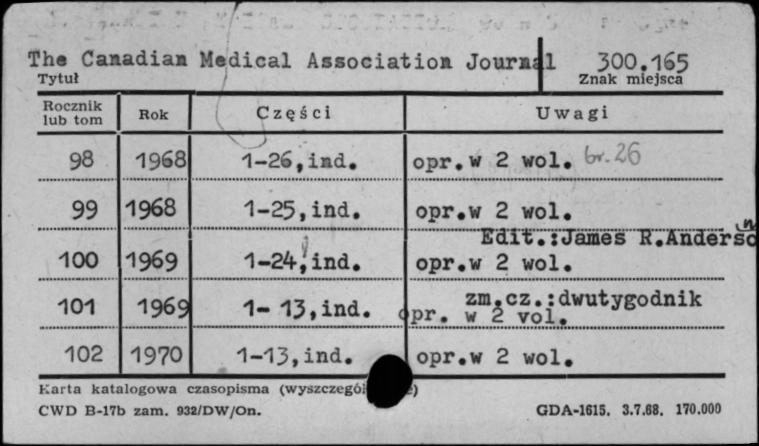 The Canadian Medical Association Journal 300.165
Tytuł Znak miejsca
Rocznik lub tom Rok Części Uwagi
98 1968 1-26,ind. opr.w 2 wol. br. 26
99 1968 1-25,ind. opr.w 2 wol.
Edit.:James R.Anderson
100 1969 1-24,ind. opr.w 2 wol.
zm.cz.:dwutygodnik
101 1969 1- 13,ind. opr. w 2 vol.
102 1970 1-13,ind. opr.w 2 wol.
Karta katalogowa czasopisma
CWD B-17b zam. 932/DW/On. GDA-1615. 3.7.68. 170.000